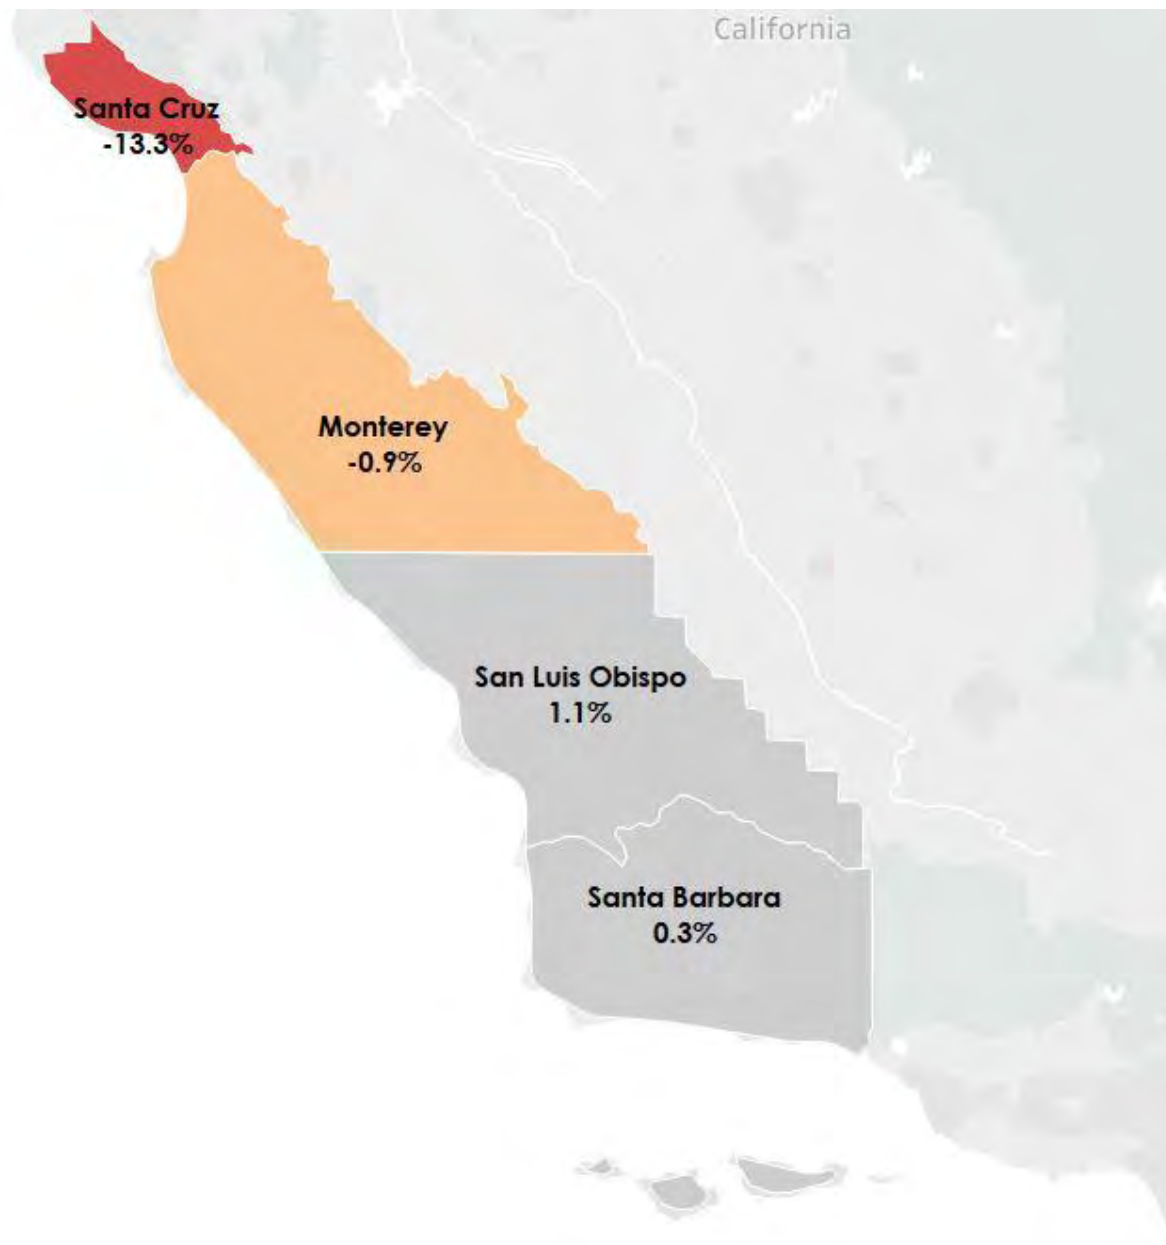 California
Santa Cruz
-13.3%
Monterey
-0.9%
San Luis Obispo
1.1%
Santa Barbara
0.3%